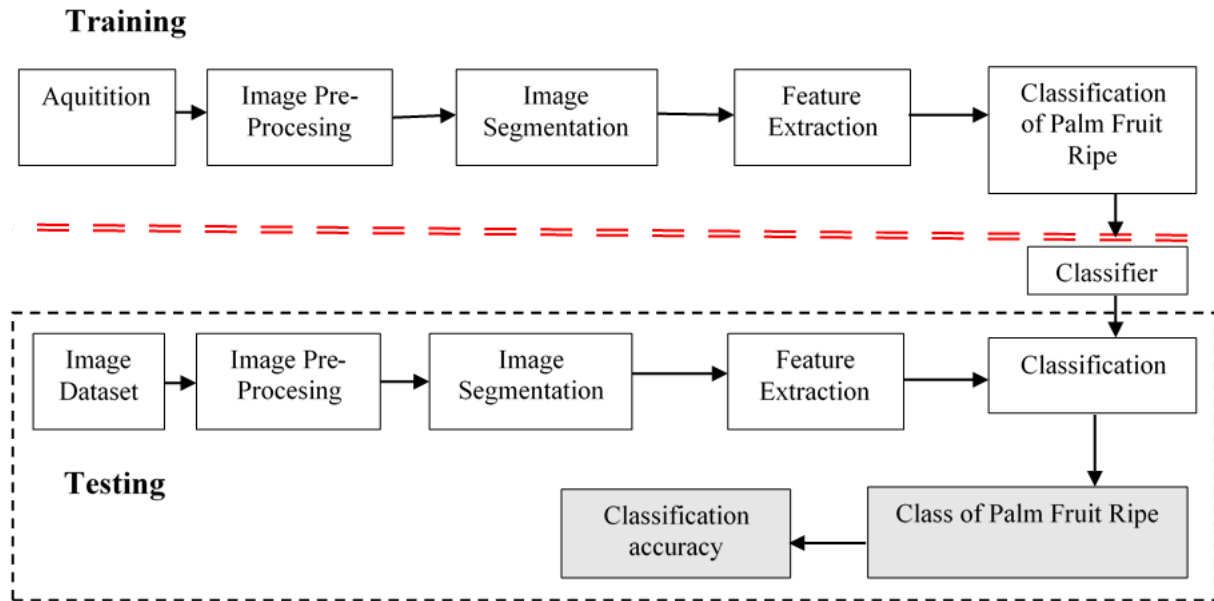 Training
Aquitition
Image Pre-
Procesing
Image
Segmentation
Feature
Extraction
Classification
of Palm Fruit
Ripe
Classifier
Image
Dataset
Image Pre-
Procesing
Image
Segmentation
Feature
Extraction
Classification
Testing
Classification
accuracy
Class of Palm Fruit Ripe